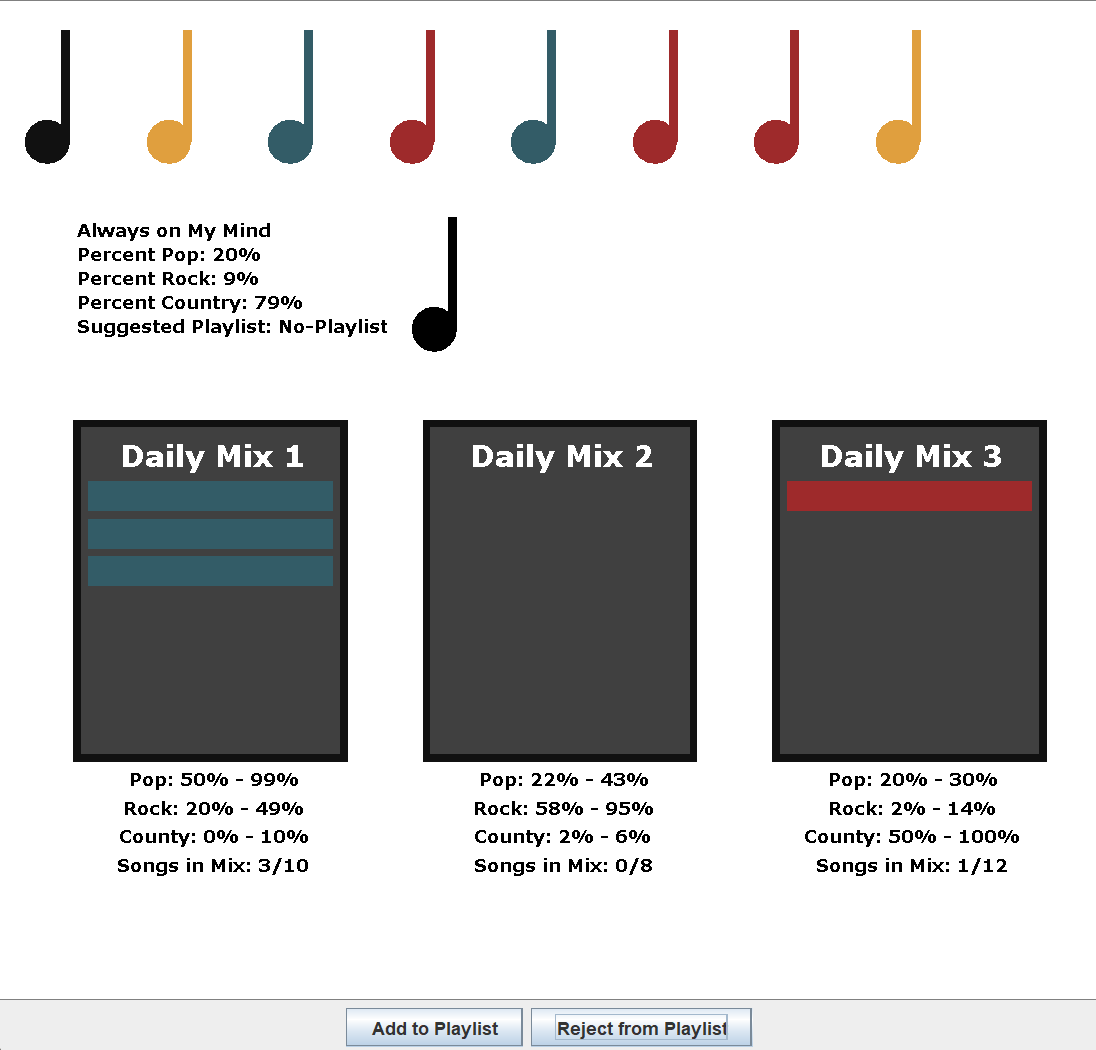 Always on My Mind
Percent Pop: 20%
Percent Rock: 9%
Percent Country: 79%
Suggested Playlist: No-Playlist
Daily Mix 1
Daily Mix 2
Daily Mix 3
Pop: 50% - 99%
Rock: 20% - 49%
County: 0% - 10%
Songs in Mix: 3/10
Pop: 22% - 43%
Rock: 58% - 95%
County: 2% - 6%
Songs in Mix: 0/8
Pop: 20% - 30%
Rock: 2% - 14%
County: 50% - 100%
Songs in Mix: 1/12
Add to Playlist
Reject from Playlist